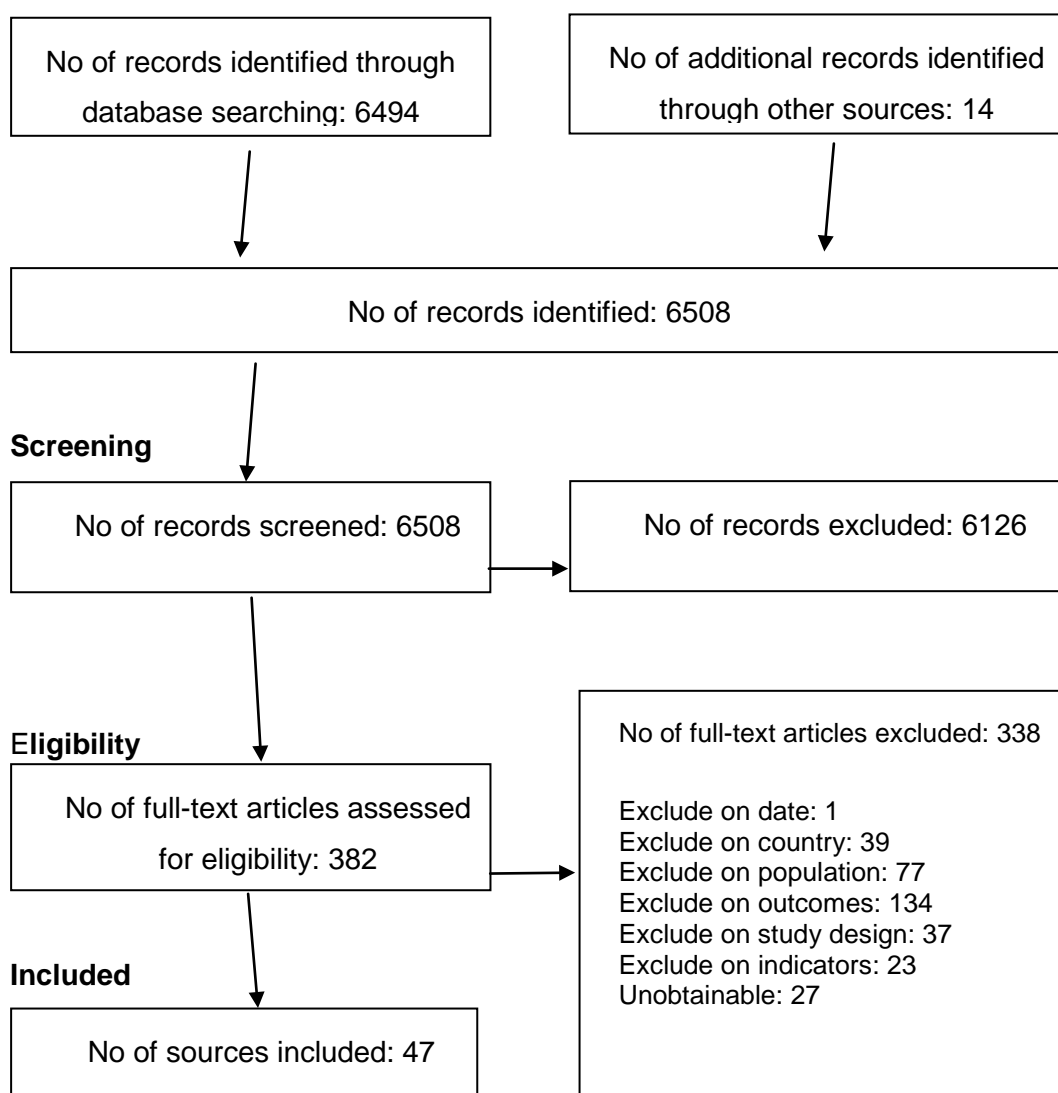 No of records identified through
database searching: 6494
No of additional records identified
through other sources: 14
No of records identified: 6508
Screening
No of records screened: 6508
No of records excluded: 6126
Eligibility
No of full-text articles assessed
for eligibility: 382
No of full-text articles excluded: 338
Exclude on date: 1
Exclude on country: 39
Exclude on population: 77
Exclude on outcomes: 134
Exclude on study design: 37
Exclude on indicators: 23
Unobtainable: 27
Included
No of sources included: 47